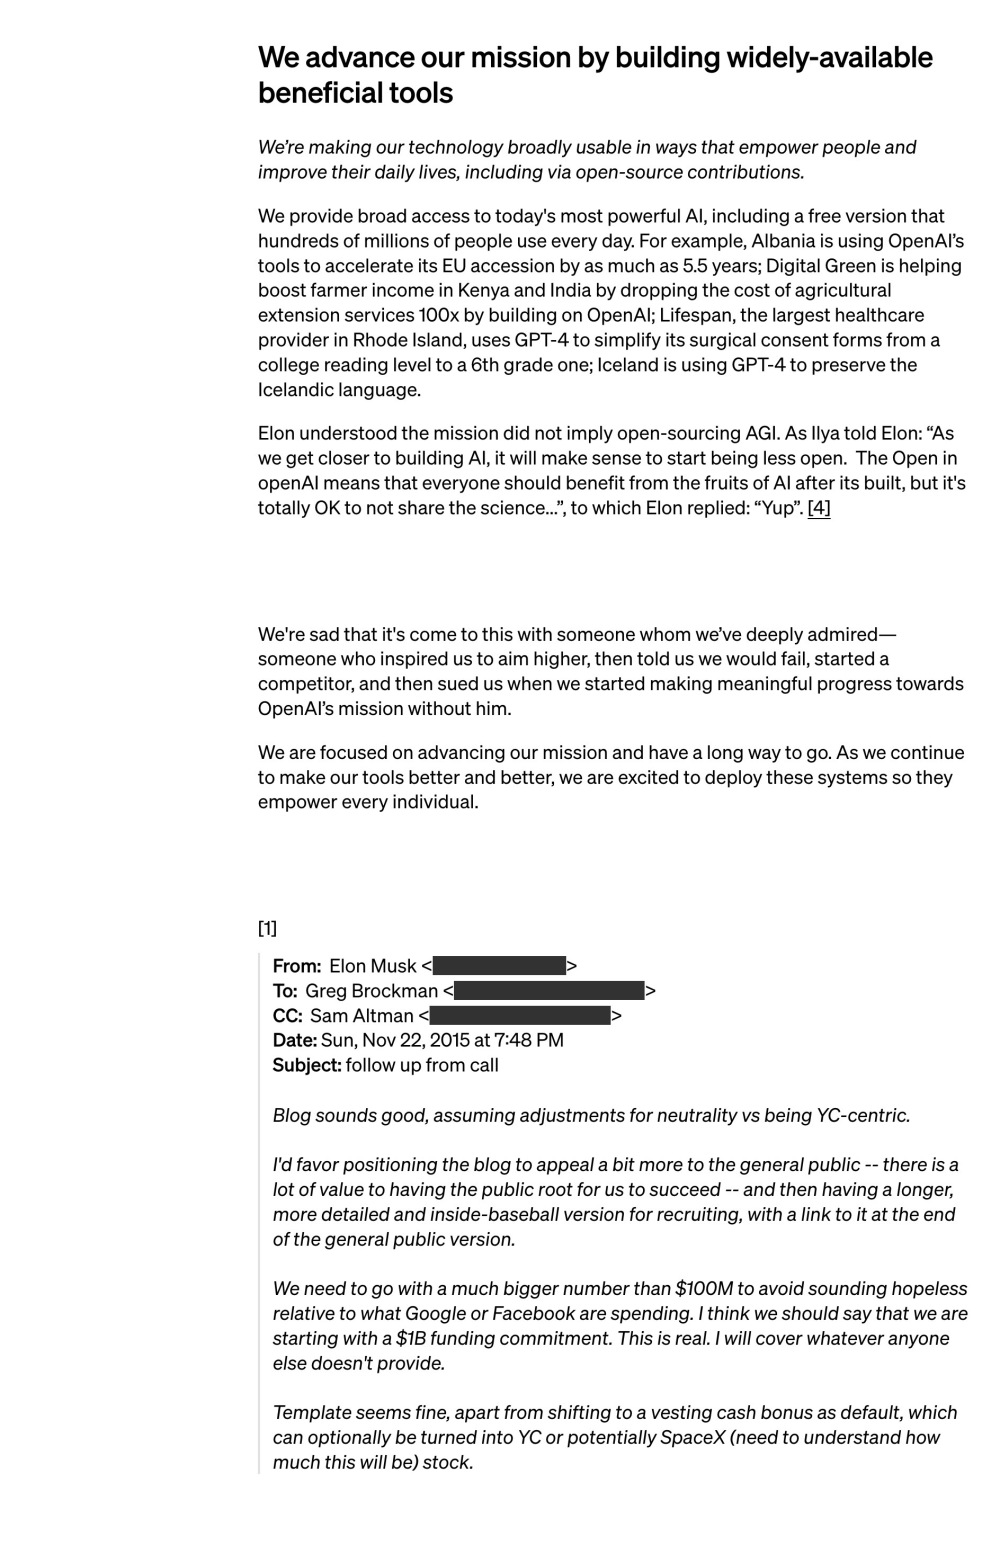 We advance our mission by building widely-available
beneficial tools
We’re making our technology broadly usable in ways that empower people and
improve their daily lives, including via open-source contributions.
We provide broad access to today's most powerful AI, including a free version that
hundreds of millions of people use every day. For example, Albania is using OpenAI’s
tools to accelerate its EU accession by as much as 5.5 years; Digital Green is helping
boost farmer income in Kenya and India by dropping the cost of agricultural
extension services 100x by building on OpenAI; Lifespan, the largest healthcare
provider in Rhode Island, uses GPT-4 to simplify its surgical consent forms from a
college reading level to a 6th grade one; Iceland is using GPT-4 to preserve the
Icelandic language.
Elon understood the mission did not imply open-sourcing AGI. As Ilya told Elon: “As
we get closer to building AI, it will make sense to start being less open.  The Open in
openAI means that everyone should benefit from the fruits of AI after its built, but it's
totally OK to not share the science...”, to which Elon replied: “Yup”. [4]
We're sad that it's come to this with someone whom we’ve deeply admired—
someone who inspired us to aim higher, then told us we would fail, started a
competitor, and then sued us when we started making meaningful progress towards
OpenAI’s mission without him.
We are focused on advancing our mission and have a long way to go. As we continue
to make our tools better and better, we are excited to deploy these systems so they
empower every individual.
[1]
From: Elon Musk < >
To: Greg Brockman < >
CC: Sam Altman < >
Date: Sun, Nov 22, 2015 at 7:48 PM
Subject: follow up from call
Blog sounds good, assuming adjustments for neutrality vs being YC-centric.
I'd favor positioning the blog to appeal a bit more to the general public -- there is a
lot of value to having the public root for us to succeed -- and then having a longer,
more detailed and inside-baseball version for recruiting, with a link to it at the end
of the general public version.
We need to go with a much bigger number than $100M to avoid sounding hopeless
relative to what Google or Facebook are spending. I think we should say that we are
starting with a $1B funding commitment. This is real. I will cover whatever anyone
else doesn't provide.
Template seems fine, apart from shifting to a vesting cash bonus as default, which
can optionally be turned into YC or potentially SpaceX (need to understand how
much this will be) stock.